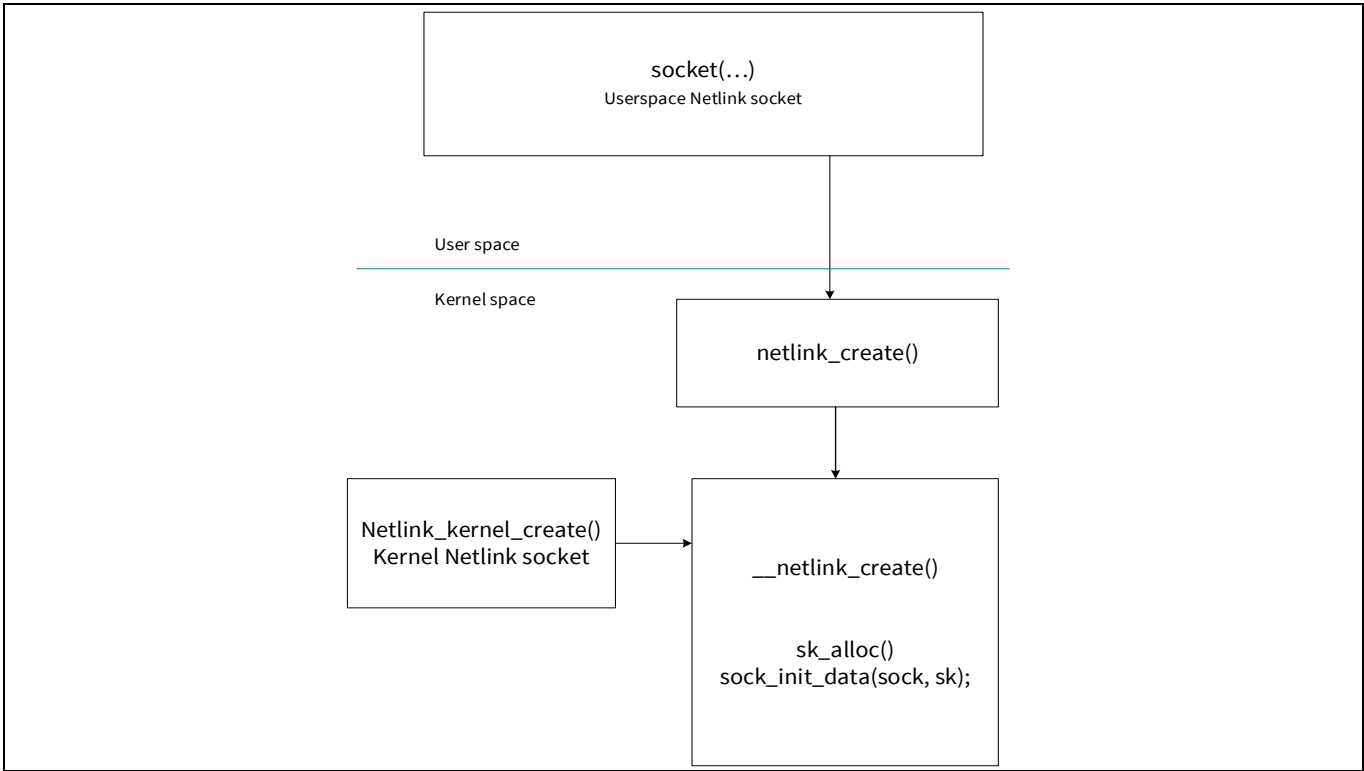 socket(…)
Userspace Netlink socket
User space
Kernel space
netlink_create()
Netlink_kernel_create()
Kernel Netlink socket
__netlink_create()
sk_alloc()
sock_init_data(sock, sk);